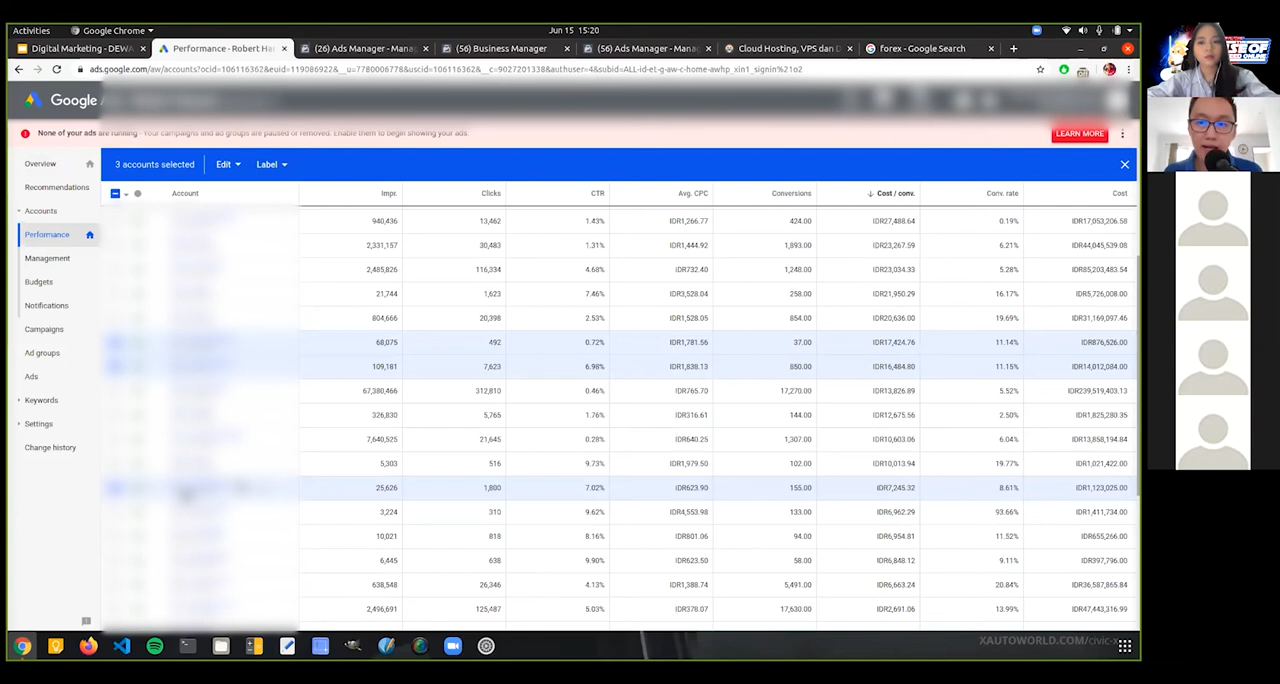 Activities Google Chrome Jun 15 15:20
Digital Marketing - DEWA Performance - Robert Ha (26) Ads Manager - Mana (56) Business Manager (56) Ads Manager - Mana Cloud Hosting, VPS dan D forex - Google Search
ads.google.com/aw/accounts?ocid=106116362&euid=119086922&__u=7780006778&uscid=106116362&__c=9027201338&authuser=4&subid=ALL-id-et-g-aw-c-home-awhp_xin1_signin%21o2
Google
None of your ads are running - Your campaigns and ad groups are paused or removed. Enable them to begin showing your ads. LEARN MORE
Overview
Recommendations
Accounts
Performance
Management
Budgets
Notifications
Campaigns
Ad groups
Ads
Keywords
Settings
Change history
3 accounts selected Edit Label
Account Impr. Clicks CTR Avg. CPC Conversions Cost / conv. Conv. rate Cost
940,436 13,462 1.43% IDR1,266.77 424.00 IDR27,488.64 0.19% IDR17,053,206.58
2,331,157 30,483 1.31% IDR1,444.92 1,893.00 IDR23,267.59 6.21% IDR44,045,539.08
2,485,826 116,334 4.68% IDR732.40 1,248.00 IDR23,034.33 5.28% IDR85,203,483.54
21,744 1,623 7.46% IDR3,528.04 258.00 IDR21,950.29 16.17% IDR5,726,008.00
804,666 20,398 2.53% IDR1,528.05 854.00 IDR20,636.00 19.69% IDR31,169,097.46
68,075 492 0.72% IDR1,781.56 37.00 IDR17,424.76 11.14% IDR876,526.00
109,181 7,623 6.98% IDR1,838.13 850.00 IDR16,484.80 11.15% IDR14,012,084.00
67,380,466 312,810 0.46% IDR765.70 17,270.00 IDR13,826.89 5.52% IDR239,519,403.13
326,830 5,765 1.76% IDR316.61 144.00 IDR12,675.56 2.50% IDR1,825,280.35
7,640,525 21,645 0.28% IDR640.25 1,307.00 IDR10,603.06 6.04% IDR13,858,194.84
5,303 516 9.73% IDR1,979.50 102.00 IDR10,013.94 19.77% IDR1,021,422.00
25,626 1,800 7.02% IDR623.90 155.00 IDR7,245.32 8.61% IDR1,123,025.00
3,224 310 9.62% IDR4,553.98 133.00 IDR6,962.29 93.66% IDR1,411,734.00
10,021 818 8.16% IDR801.06 94.00 IDR6,954.81 11.52% IDR655,266.00
6,445 638 9.90% IDR623.50 58.00 IDR6,848.12 9.11% IDR397,796.00
638,548 26,346 4.13% IDR1,388.74 5,491.00 IDR6,663.24 20.84% IDR36,587,865.84
2,496,691 125,487 5.03% IDR378.07 17,630.00 IDR2,691.06 13.99% IDR47,443,316.99
XAUTOWORLD.COM/civic-x